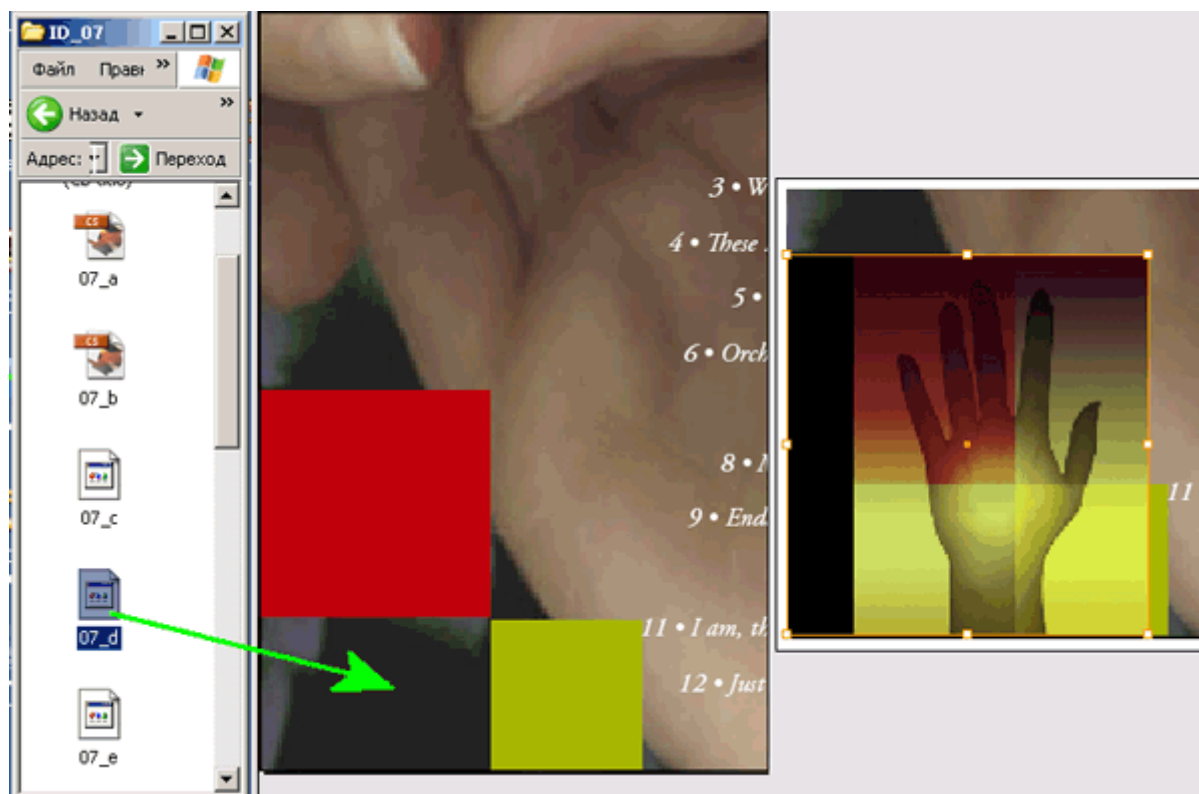 ID_07
Файл Правк »
Назад »
Адрес: Переход
07_a
07_b
07_c
07_d
07_e
3 • W
4 • These
5 •
6 • Orch
8 •
9 • End
11 • I am, th
12 • Just
11